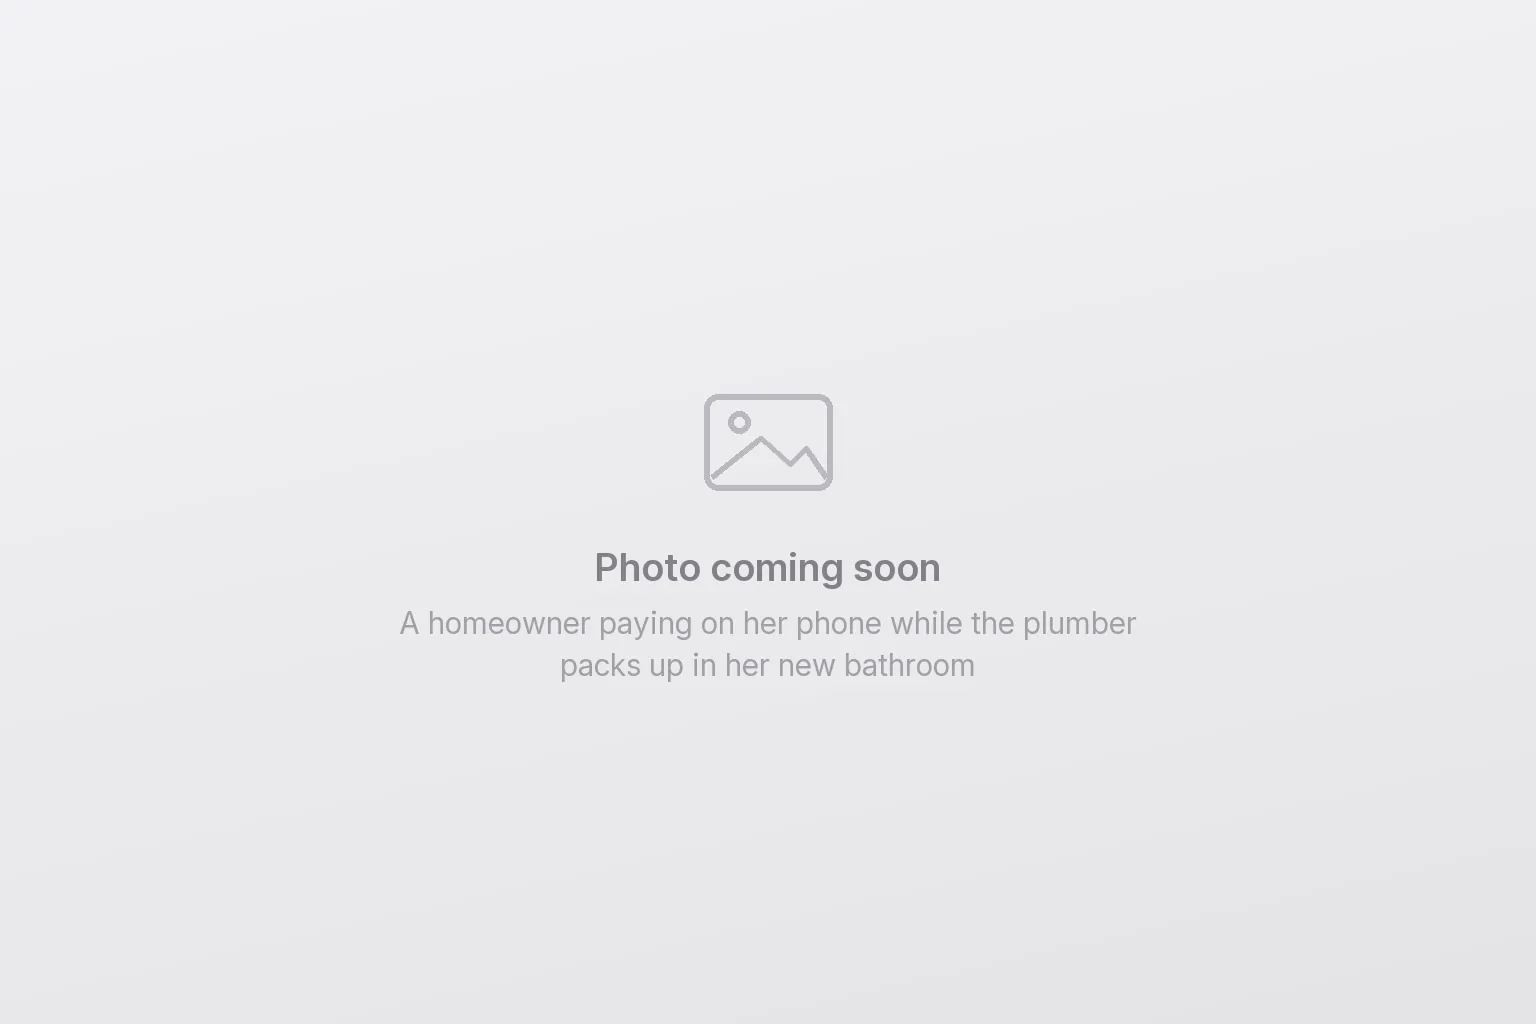 Photo coming soon
A homeowner paying on her phone while the plumber
packs up in her new bathroom